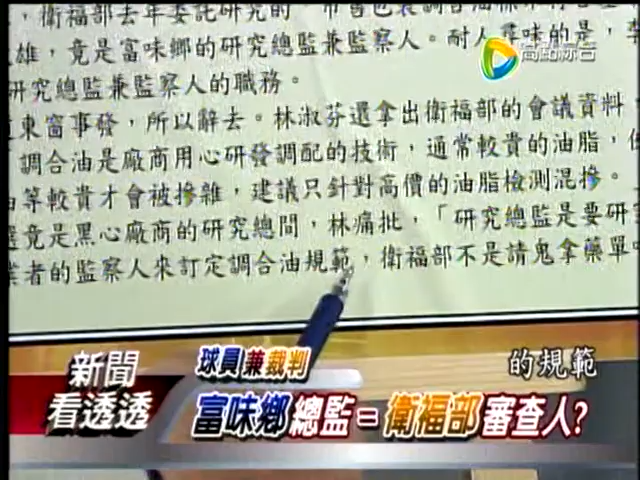 ，衛福部去年委託研究的
雄，竟是富味鄉的研究總監兼監察人。耐人尋味的是，
研究總監兼監察人的職務。
東窗事發，所以辭去。林淑芬還拿出衛福部的會議資料
調合油是廠商用心研發調配的技術，通常較貴的油脂，
油等較貴才會被摻雜，建議只針對高價的油脂檢測混摻。
竟是黑心廠商的研究總問，林痛批，「研究總監是要研
業者的監察人來訂定調合油規範，衛福部不是請鬼拿藥單
高點綜合
新聞
看透透
球員兼裁判
的規範
富味鄉總監=衛福部審查人?